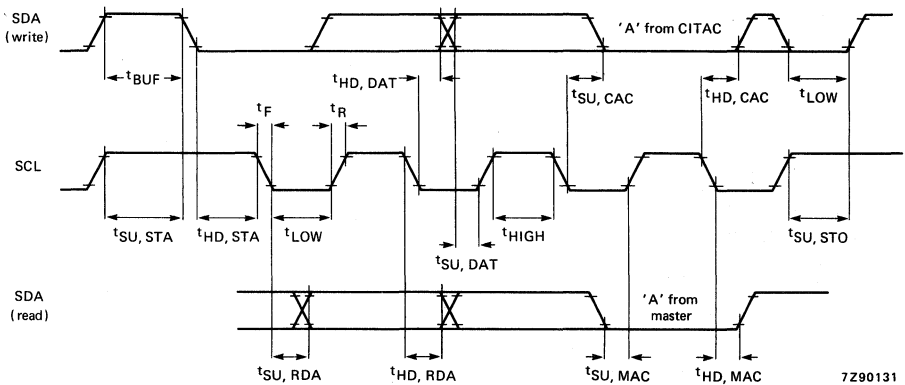 SDA
(write)
'A' from CITAC
tBUF
tHD, DAT
tSU, CAC
tHD, CAC
tLOW
tF
tR
SCL
tSU, STA
tHD, STA
tLOW
tHIGH
tSU, STO
tSU, DAT
SDA
(read)
'A' from
master
tSU, RDA
tHD, RDA
tSU, MAC
tHD, MAC
7Z90131